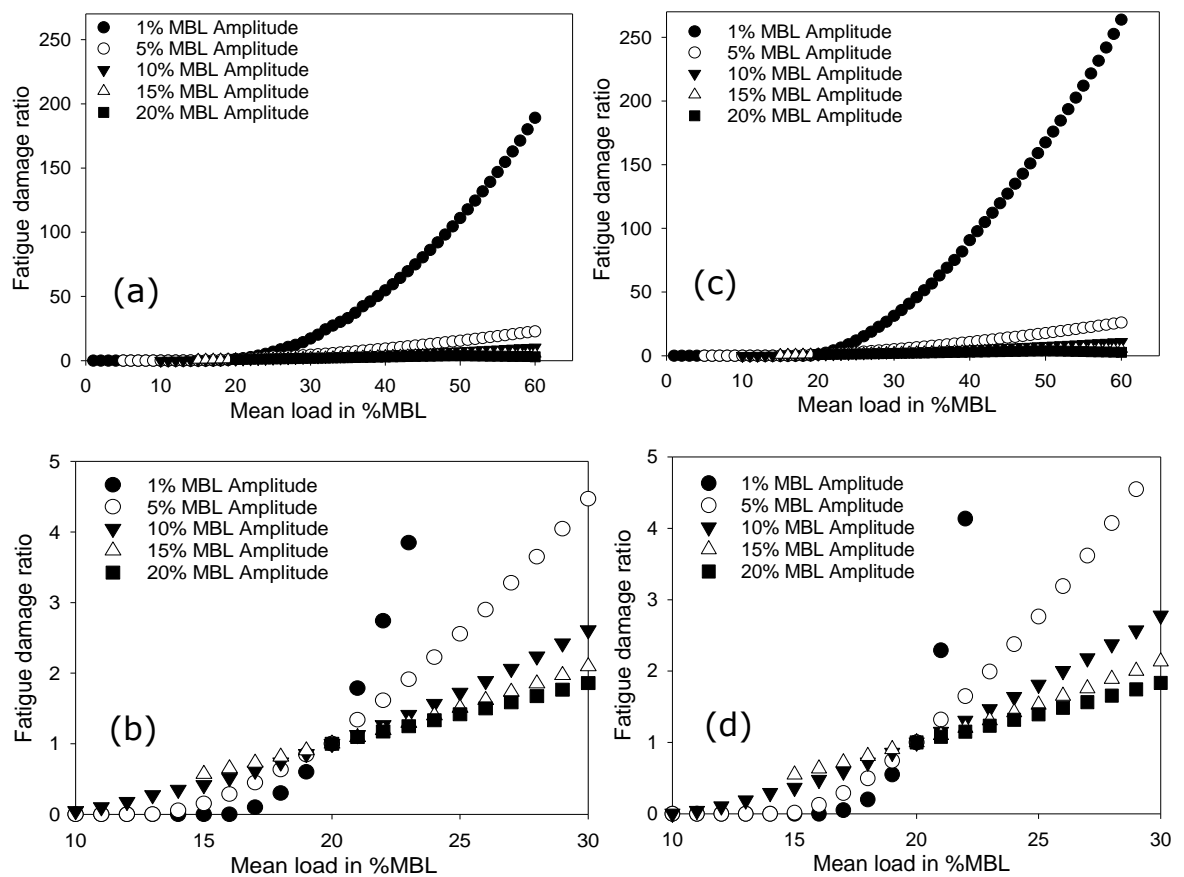 250
200
150
100
50
0
Fatigue damage ratio
1% MBL Amplitude
5% MBL Amplitude
10% MBL Amplitude
15% MBL Amplitude
20% MBL Amplitude
(a)
0 10 20 30 40 50 60
Mean load in %MBL
250
200
150
100
50
0
Fatigue damage ratio
1% MBL Amplitude
5% MBL Amplitude
10% MBL Amplitude
15% MBL Amplitude
20% MBL Amplitude
(c)
0 10 20 30 40 50 60
Mean load in %MBL
5
4
3
2
1
0
Fatigue damage ratio
1% MBL Amplitude
5% MBL Amplitude
10% MBL Amplitude
15% MBL Amplitude
20% MBL Amplitude
(b)
10 15 20 25 30
Mean load in %MBL
5
4
3
2
1
0
Fatigue damage ratio
1% MBL Amplitude
5% MBL Amplitude
10% MBL Amplitude
15% MBL Amplitude
20% MBL Amplitude
(d)
10 15 20 25 30
Mean load in %MBL